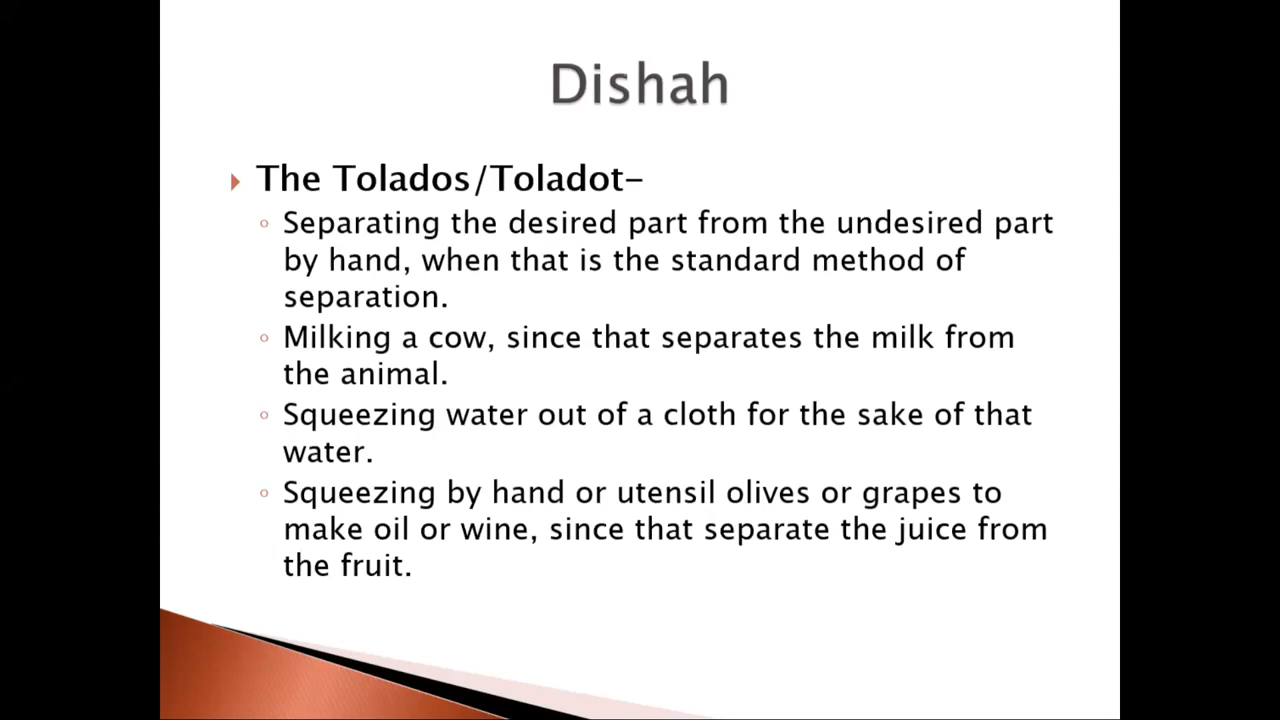 Dishah
The Tolados/Toladot-
Separating the desired part from the undesired part
by hand, when that is the standard method of
separation.
Milking a cow, since that separates the milk from
the animal.
Squeezing water out of a cloth for the sake of that
water.
Squeezing by hand or utensil olives or grapes to
make oil or wine, since that separate the juice from
the fruit.